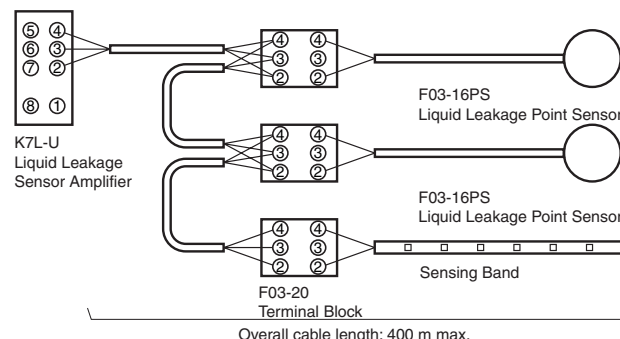 ⑤ ④
⑥ ③
⑦ ②
⑧ ①
K7L-U
Liquid Leakage
Sensor Amplifier
④ ④
③ ③
② ②
F03-16PS
Liquid Leakage Point Sensor
④ ④
③ ③
② ②
F03-16PS
Liquid Leakage Point Sensor
④ ④
③ ③
② ②
Sensing Band
F03-20
Terminal Block
Overall cable length: 400 m max.